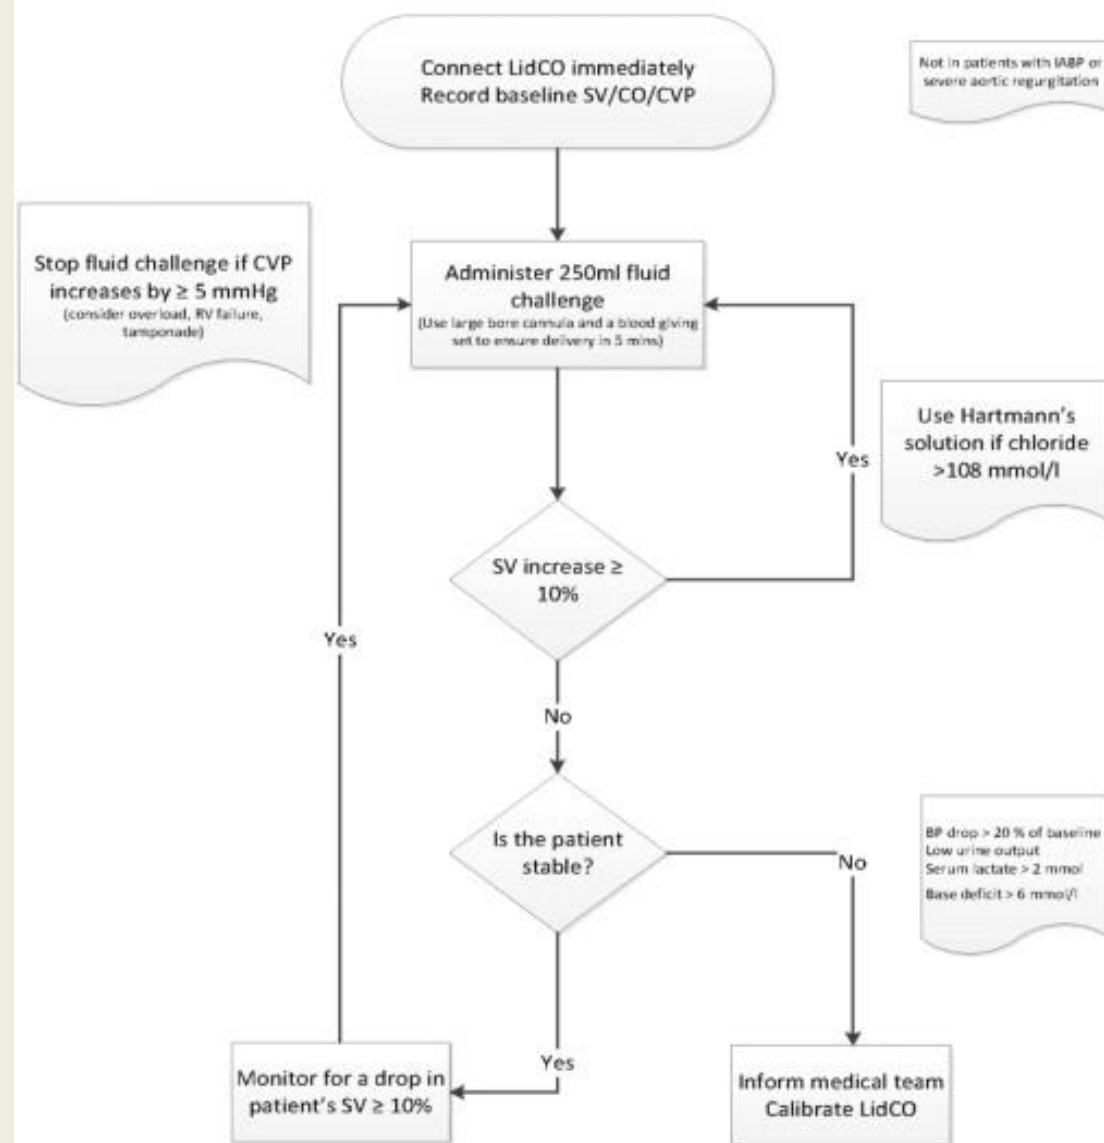 Connect LidCO immediately
Record baseline SV/CO/CVP
Not in patients with IABP or
severe aortic regurgitation
Stop fluid challenge if CVP
increases by ≥ 5 mmHg
(consider overload, RV failure,
tamponade)
Administer 250ml fluid
challenge
(Use large bore cannula and a blood giving
set to ensure delivery in 5 mins)
Use Hartmann's
solution if chloride
>108 mmol/l
Yes
SV increase ≥
10%
Yes
No
Is the patient
stable?
No
BP drop > 20 % of baseline
Low urine output
Serum lactate > 2 mmol
Base deficit > 6 mmol/l
Yes
Monitor for a drop in
patient's SV ≥ 10%
Inform medical team
Calibrate LidCO